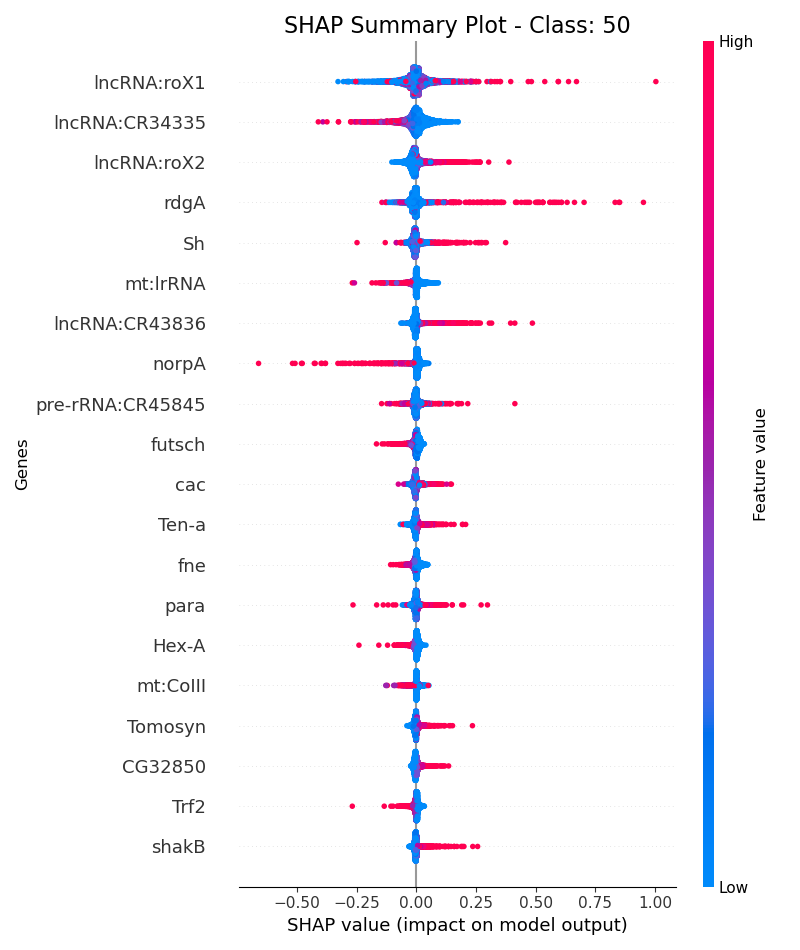 SHAP Summary Plot - Class: 50
High
lncRNA:roX1
lncRNA:CR34335
lncRNA:roX2
rdgA
Sh
mt:lrRNA
lncRNA:CR43836
norpA
pre-rRNA:CR45845
futsch
cac
Ten-a
fne
para
Hex-A
mt:CoIII
Tomosyn
CG32850
Trf2
shakB
Genes
Feature value
Low
−0.50 −0.25 0.00 0.25 0.50 0.75 1.00
SHAP value (impact on model output)